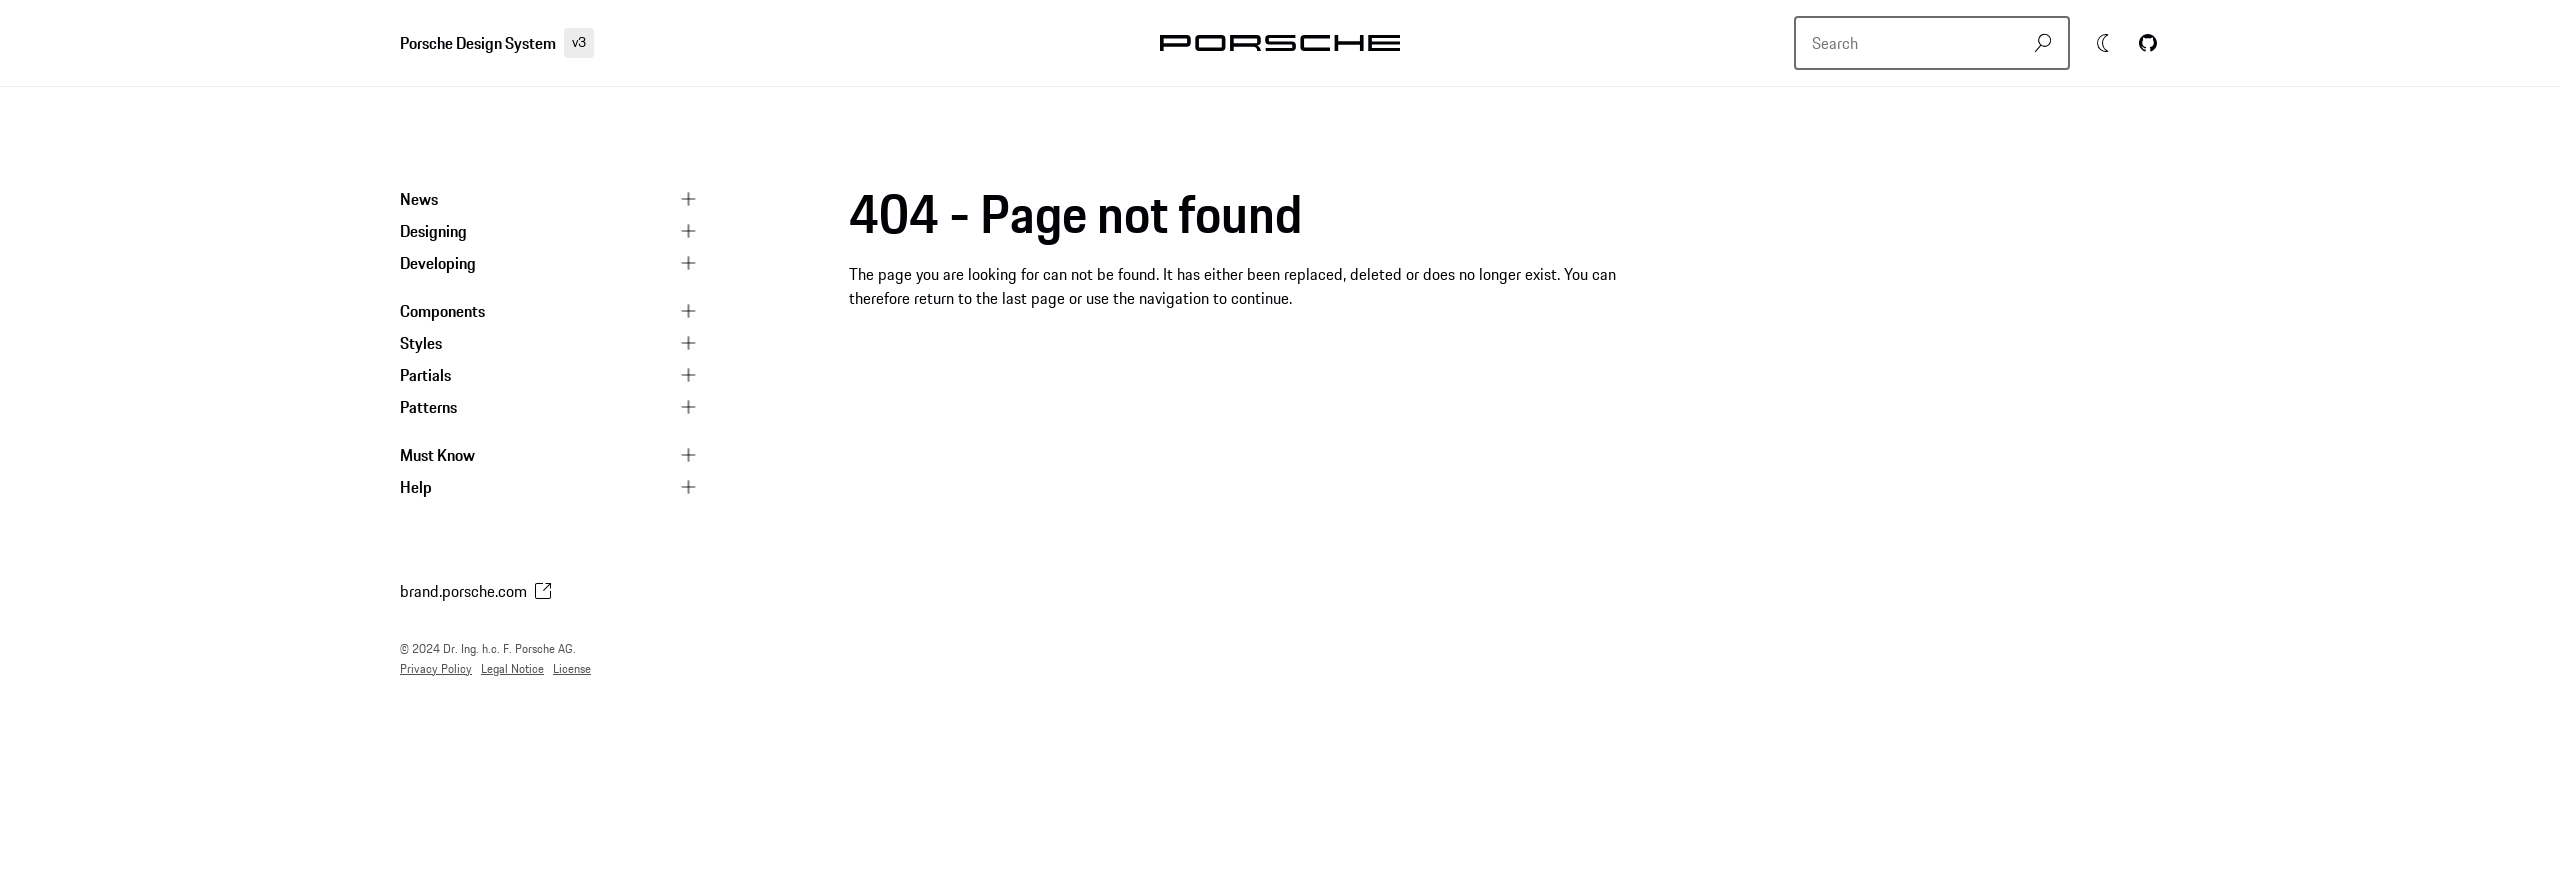 Porsche Design System v3
PORSCHE
Search
News
Designing
Developing
Components
Styles
Partials
Patterns
Must Know
Help
brand.porsche.com
© 2024 Dr. Ing. h.c. F. Porsche AG.
Privacy Policy Legal Notice License
404 - Page not found
The page you are looking for can not be found. It has either been replaced, deleted or does no longer exist. You can
therefore return to the last page or use the navigation to continue.